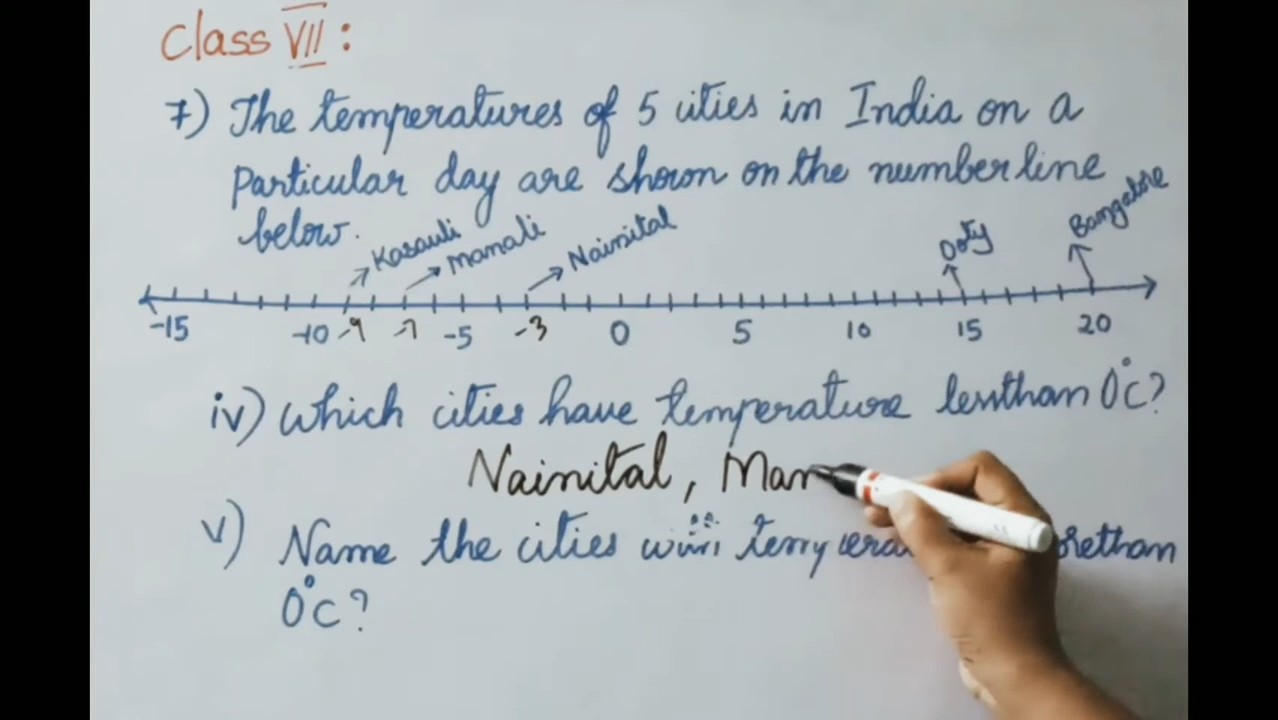 Class VII :
7) The temperatures of 5 cities in India on a
particular day are shown on the number line
below.
Kasauli Manali Nainital Ooty Bangalore
-15 -10 -9 -7 -5 -3 0 5 10 15 20
iv) Which cities have temperature lessthan 0°C?
Nainital, Man
v) Name the cities with
0°C?